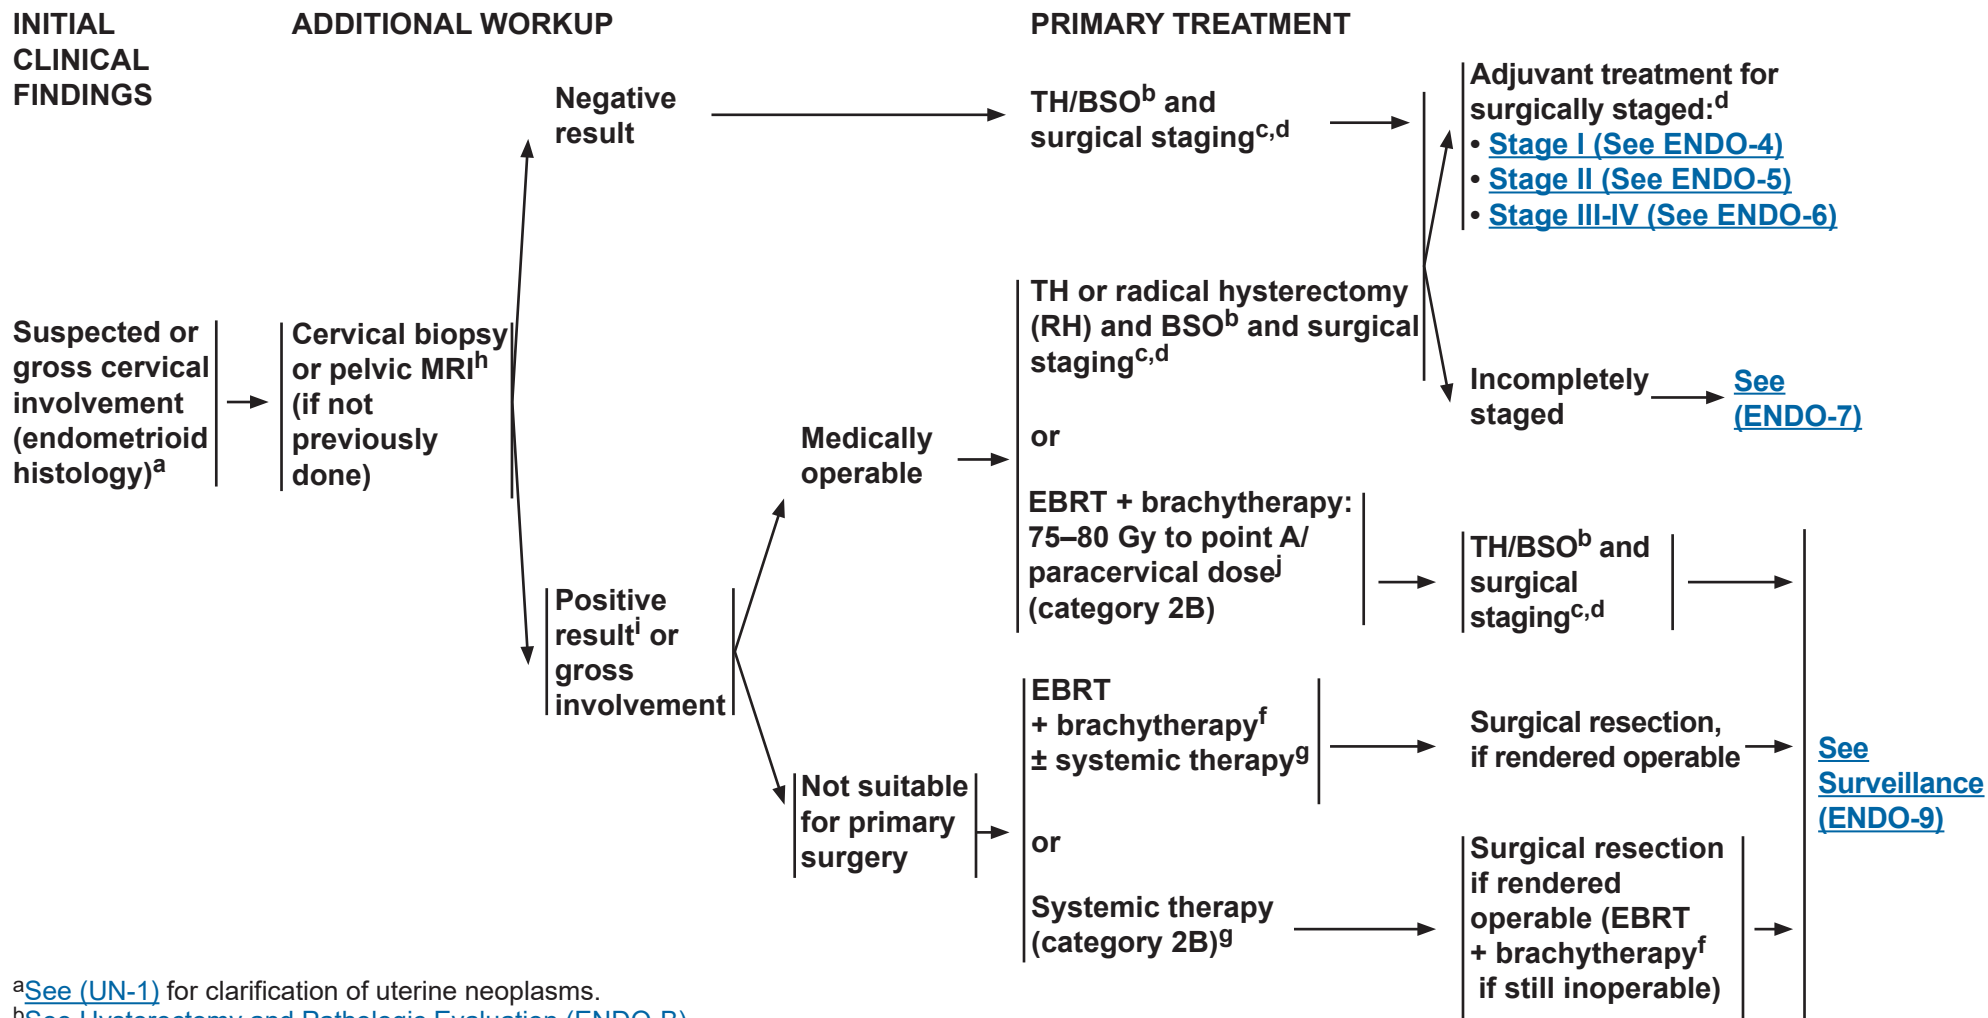 INITIAL
CLINICAL
FINDINGS
ADDITIONAL WORKUP
PRIMARY TREATMENT
Suspected or
gross cervical
involvement
(endometrioid
histology)a
Cervical biopsy
or pelvic MRIh
(if not
previously
done)
Negative
result
Positive
resulti or
gross
involvement
Medically
operable
Not suitable
for primary
surgery
TH/BSOb and
surgical stagingc,d
TH or radical hysterectomy
(RH) and BSOb and surgical
stagingc,d
or
EBRT + brachytherapy:
75–80 Gy to point A/
paracervical dosej
(category 2B)
EBRT
+ brachytherapyf
± systemic therapyg
or
Systemic therapy
(category 2B)g
Adjuvant treatment for
surgically staged:d
• Stage I (See ENDO-4)
• Stage II (See ENDO-5)
• Stage III-IV (See ENDO-6)
Incompletely
staged
See
(ENDO-7)
TH/BSOb and
surgical
stagingc,d
Surgical resection,
if rendered operable
Surgical resection
if rendered
operable (EBRT
+ brachytherapyf
if still inoperable)
See
Surveillance
(ENDO-9)
aSee (UN-1) for clarification of uterine neoplasms.
bSee Hysterectomy and Pathologic Evaluation (ENDO-B)